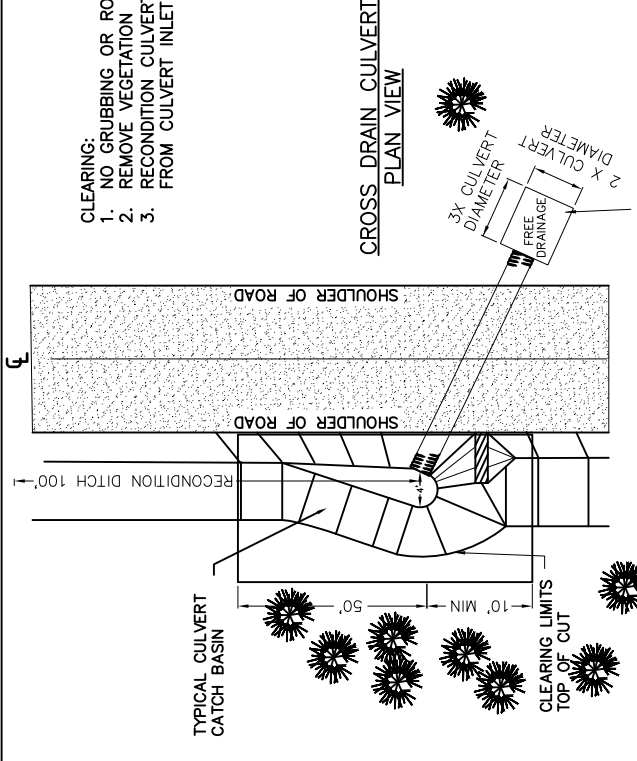 CLEARING:
1. NO GRUBBING OR RO
2. REMOVE VEGETATION
3. RECONDITION CULVERT
FROM CULVERT INLET
CROSS DRAIN CULVERT
PLAN VIEW
3X CULVERT
DIAMETER
2 X CULVERT
DIAMETER
FREE
DRAINAGE
CL
SHOULDER OF ROAD
SHOULDER OF ROAD
RECONDITION DITCH 100'
4'
50'
10' MIN
TYPICAL CULVERT
CATCH BASIN
CLEARING LIMITS
TOP OF CUT